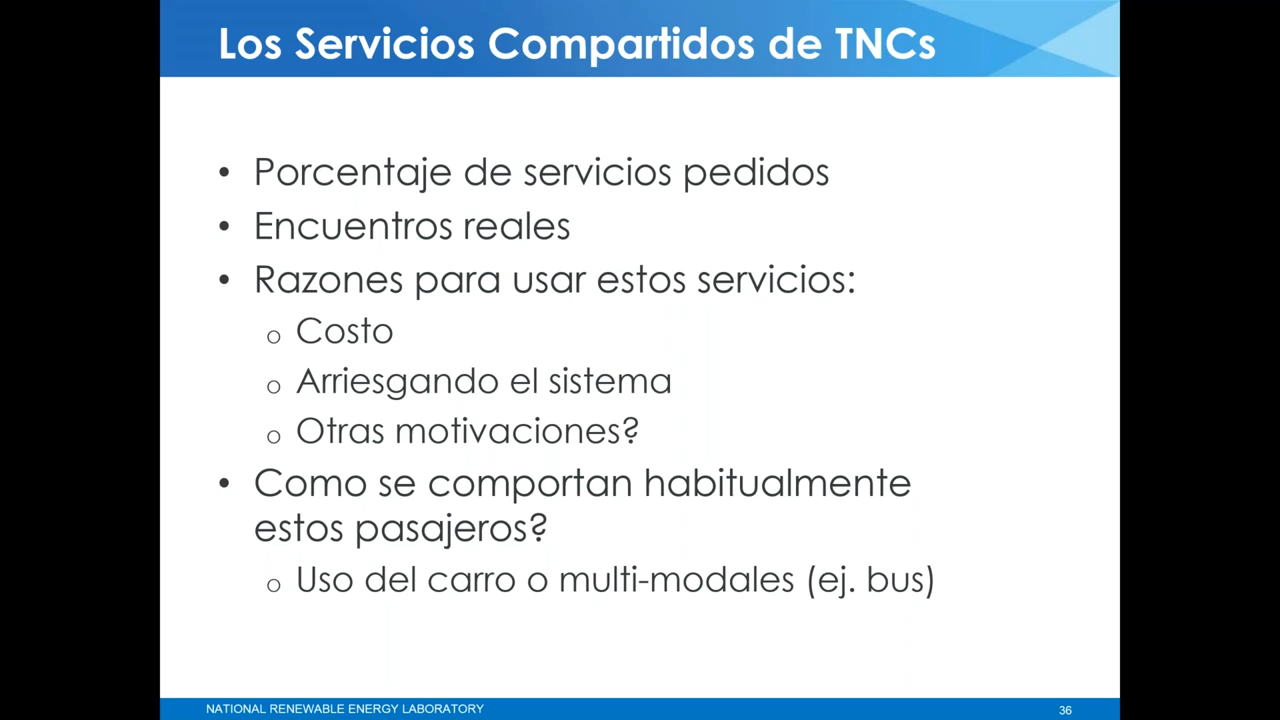 Los Servicios Compartidos de TNCs
• Porcentaje de servicios pedidos
• Encuentros reales
• Razones para usar estos servicios:
o Costo
o Arriesgando el sistema
o Otras motivaciones?
• Como se comportan habitualmente
estos pasajeros?
o Uso del carro o multi-modales (ej. bus)
NATIONAL RENEWABLE ENERGY LABORATORY
36